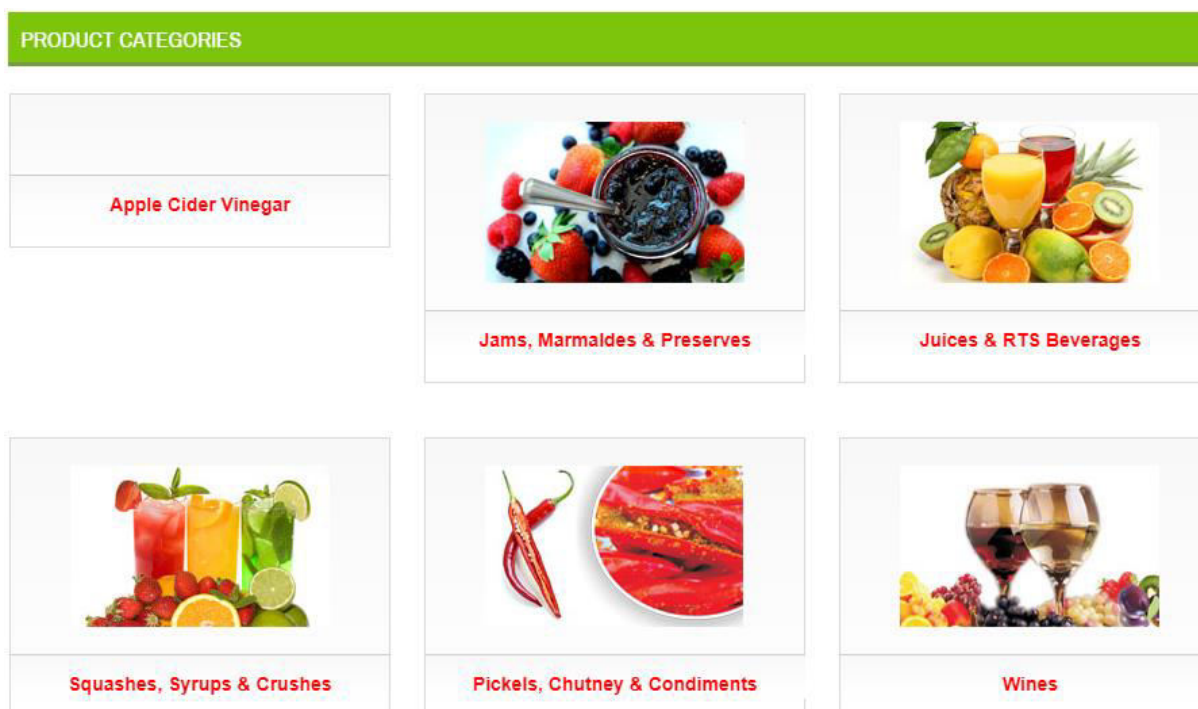 PRODUCT CATEGORIES
Apple Cider Vinegar
Jams, Marmaldes & Preserves
Juices & RTS Beverages
Squashes, Syrups & Crushes
Pickels, Chutney & Condiments
Wines